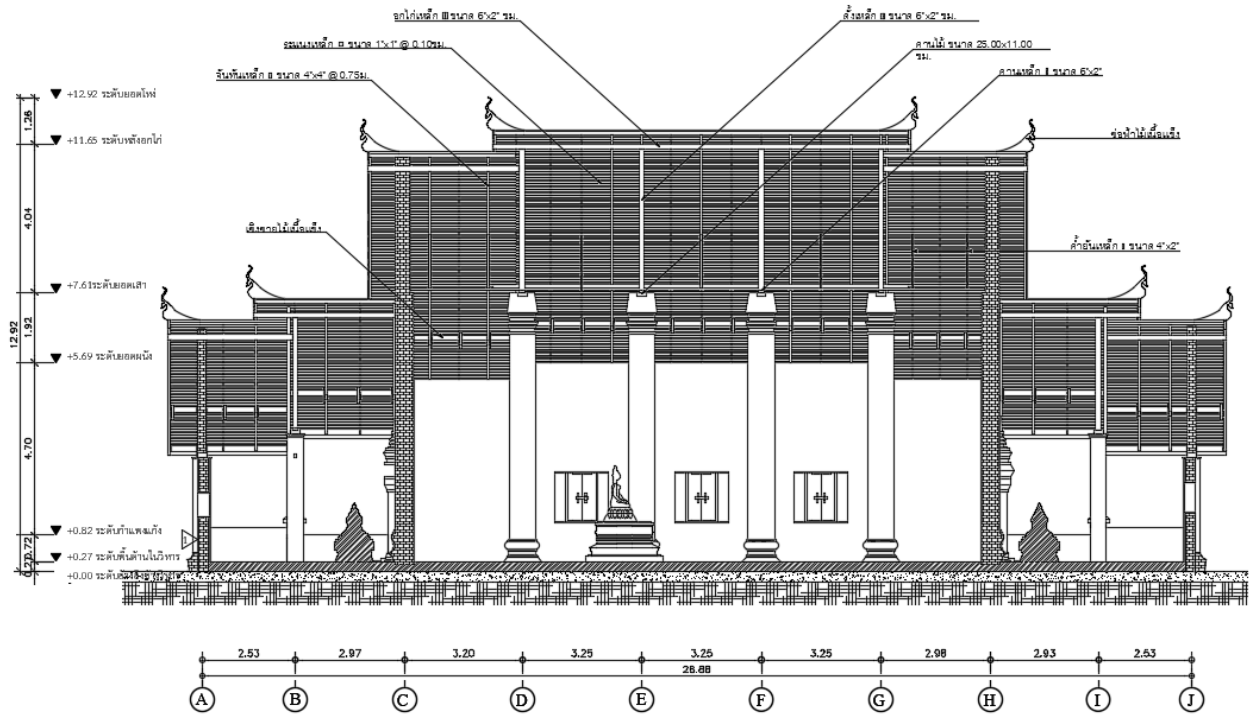 อกไก่เหล็ก ขนาด 6"x2" ซม.
ตั้งเหล็ก ขนาด 6"x2" ซม.
ระแนงเหล็ก ขนาด 1"x1" @ 0.10ซม.
คานไม้ ขนาด 25.00x11.00
ซม.
จันทันเหล็ก ขนาด 4"x4" @ 0.75ม.
คานเหล็ก ขนาด 6"x2"
+12.92 ระดับยอดโหง่
1.26
+11.65 ระดับหลังอกไก่
ช่อฟ้าไม้เนื้อแข็ง
4.04
เชิงชายไม้เนื้อแข็ง
ค้ำยันเหล็ก ขนาด 4"x2"
+7.61ระดับยอดเสา
12.92
1.92
+5.69 ระดับยอดผนัง
4.70
+0.82 ระดับกำแพงแก้ว
0.72
1
+0.27 ระดับพื้นด้านในวิหาร
0.27
+0.00
2.53
2.97
3.20
3.25
3.25
3.25
2.98
2.93
2.53
26.88
A
B
C
D
E
F
G
H
I
J